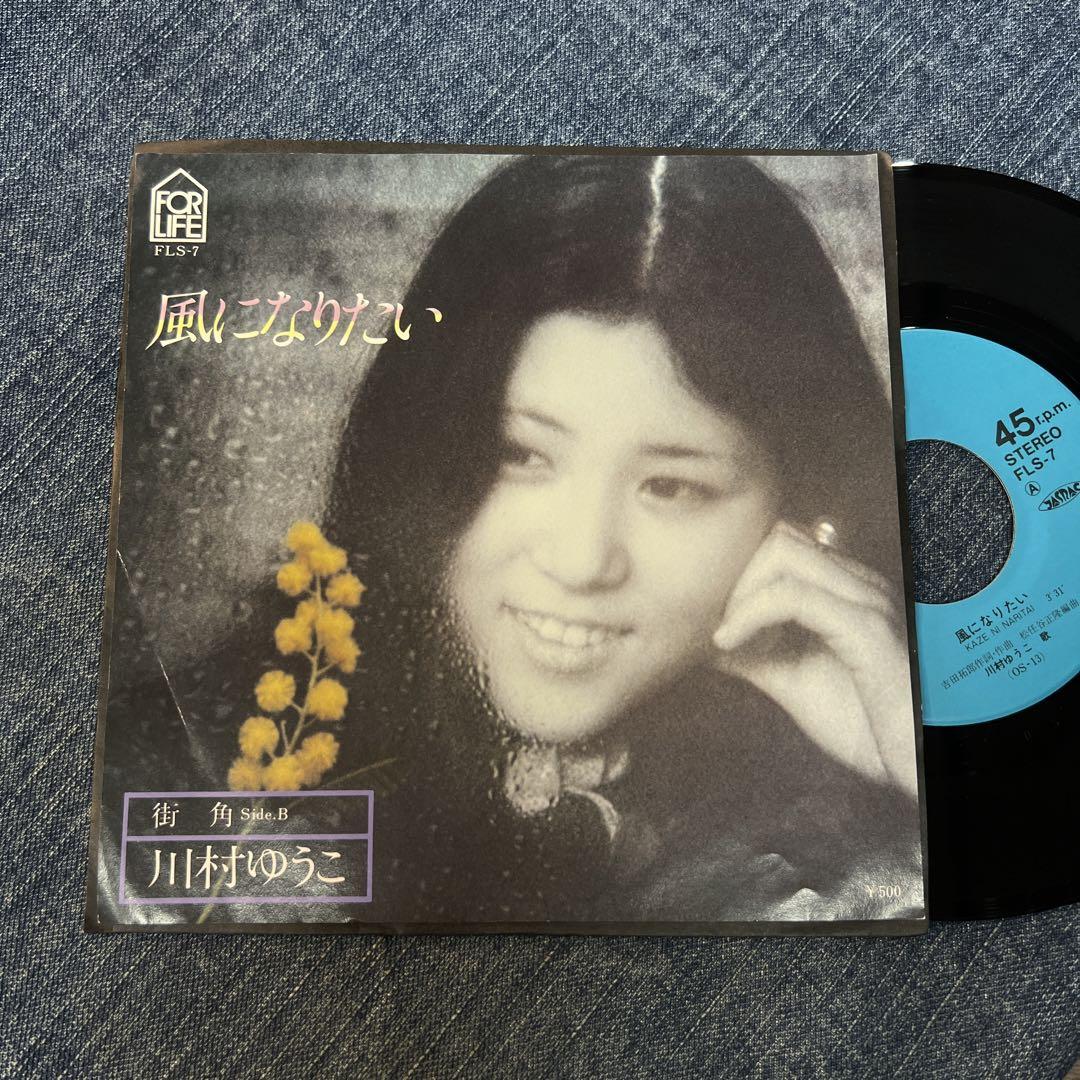 FOR
LIFE
FLS-7
風になりたい
街角 Side.B
川村ゆうこ
¥500
45 r.p.m.
STEREO
FLS-7
A
JASRAC
風になりたい 3'31"
(KAZE NI NARITAI)
吉田拓郎作詞・作曲 松任谷正隆編曲
川村ゆうこ 歌
(OS-13)